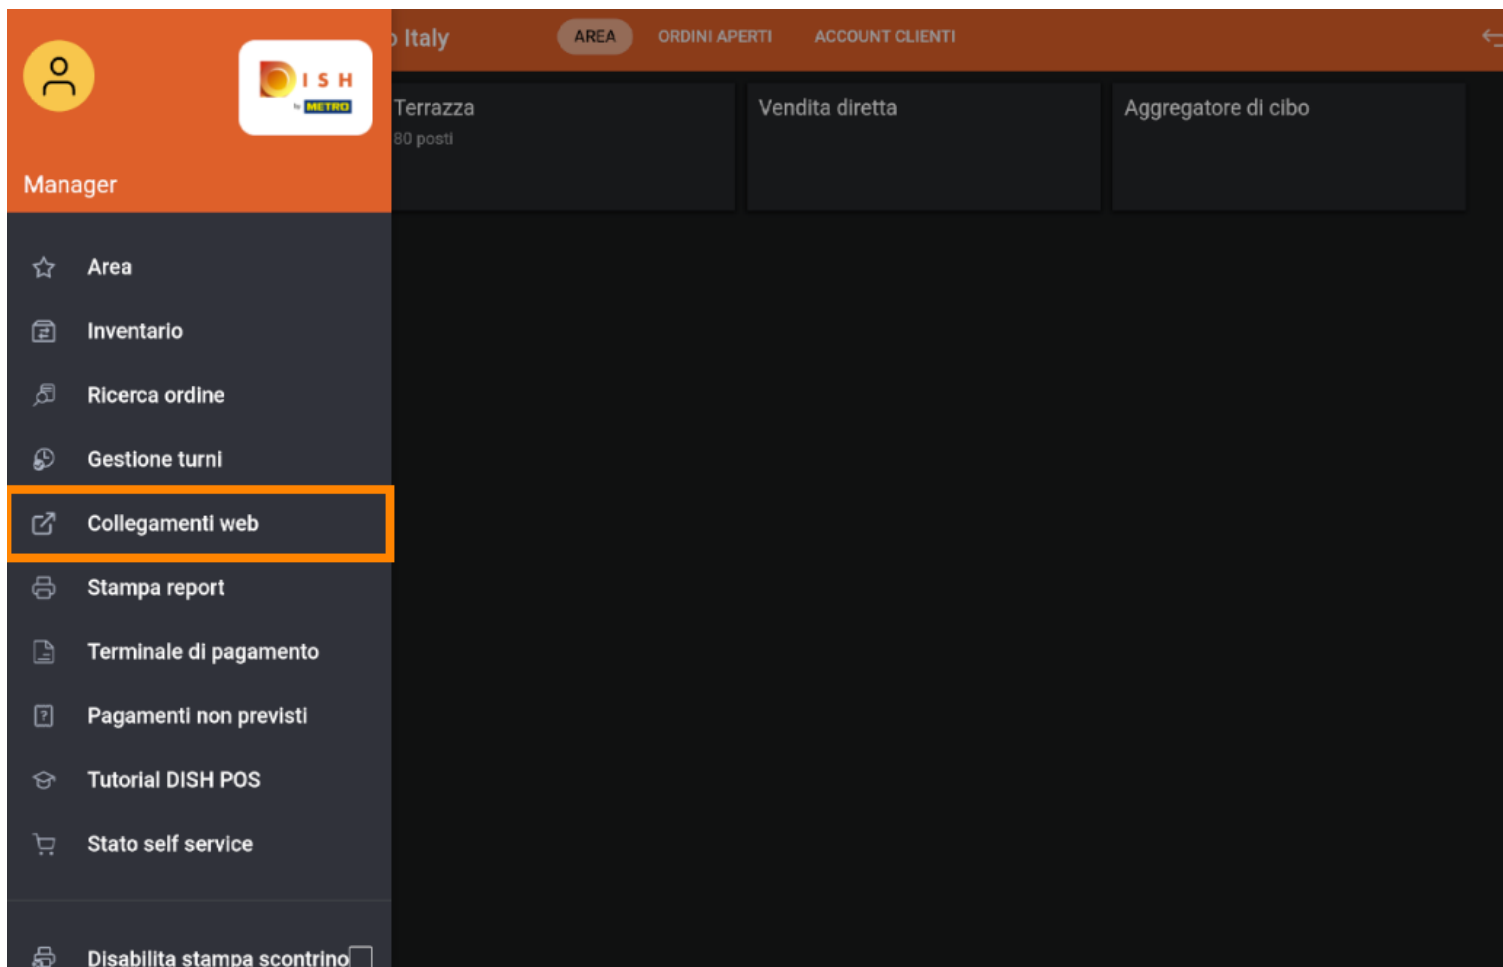 DISH
by METRO
Manager
Area
Inventario
Ricerca ordine
Gestione turni
Collegamenti web
Stampa report
Terminale di pagamento
Pagamenti non previsti
Tutorial DISH POS
Stato self service
Disabilita stampa scontrino
o Italy
AREA
ORDINI APERTI
ACCOUNT CLIENTI
Terrazza
80 posti
Vendita diretta
Aggregatore di cibo